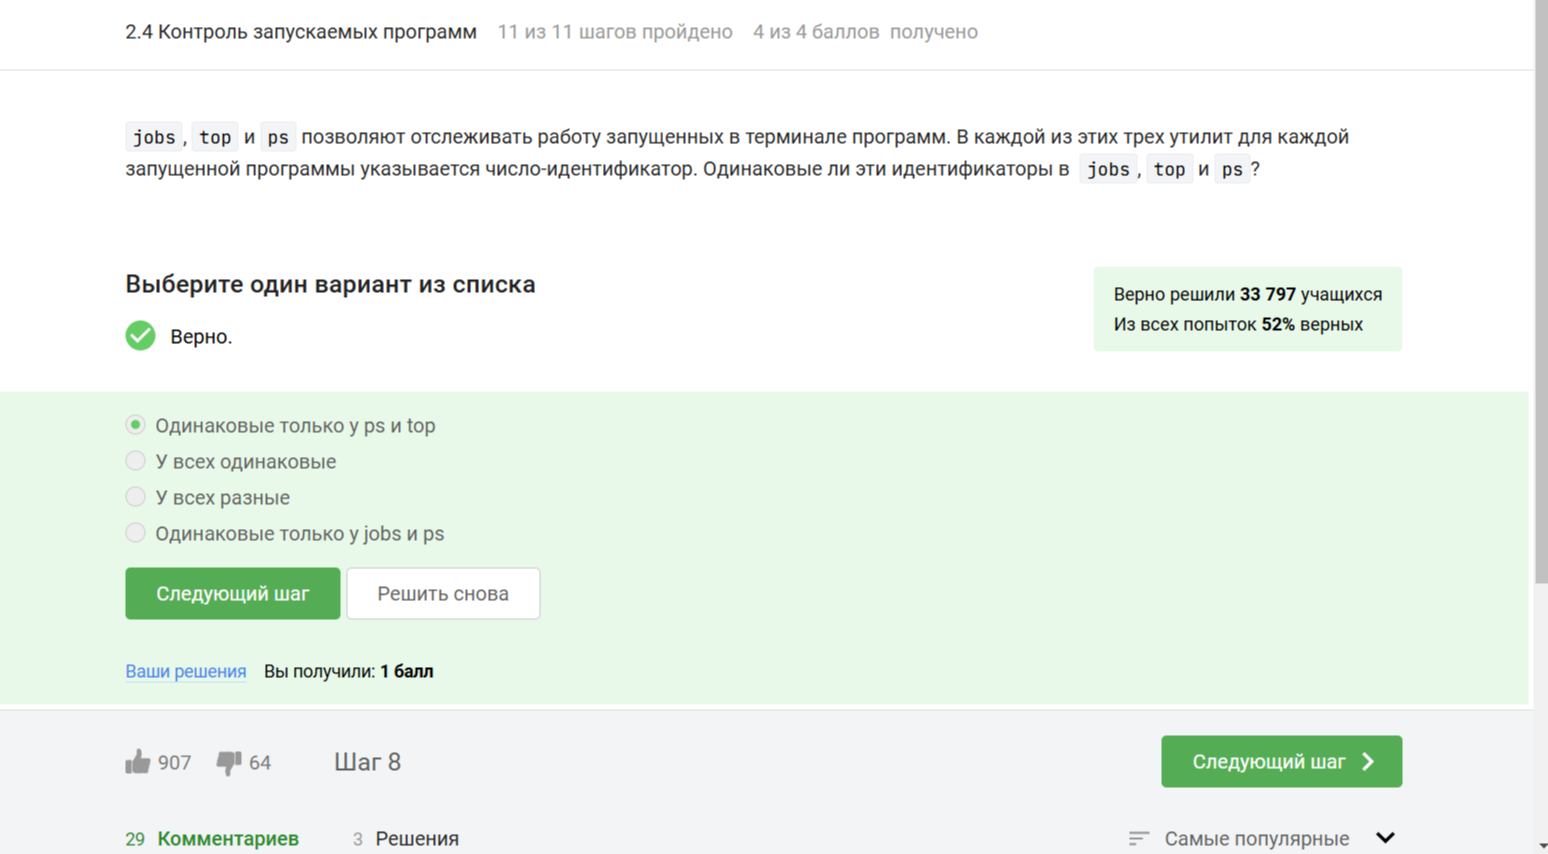 2.4 Контроль запускаемых программ 11 из 11 шагов пройдено 4 из 4 баллов получено
jobs, top и ps позволяют отслеживать работу запущенных в терминале программ. В каждой из этих трех утилит для каждой
запущенной программы указывается число-идентификатор. Одинаковые ли эти идентификаторы в jobs, top и ps?
Выберите один вариант из списка
Верно.
Верно решили 33 797 учащихся
Из всех попыток 52% верных
Одинаковые только у ps и top
У всех одинаковые
У всех разные
Одинаковые только у jobs и ps
Следующий шаг Решить снова
Ваши решения Вы получили: 1 балл
907 64 Шаг 8 Следующий шаг
29 Комментариев 3 Решения Самые популярные